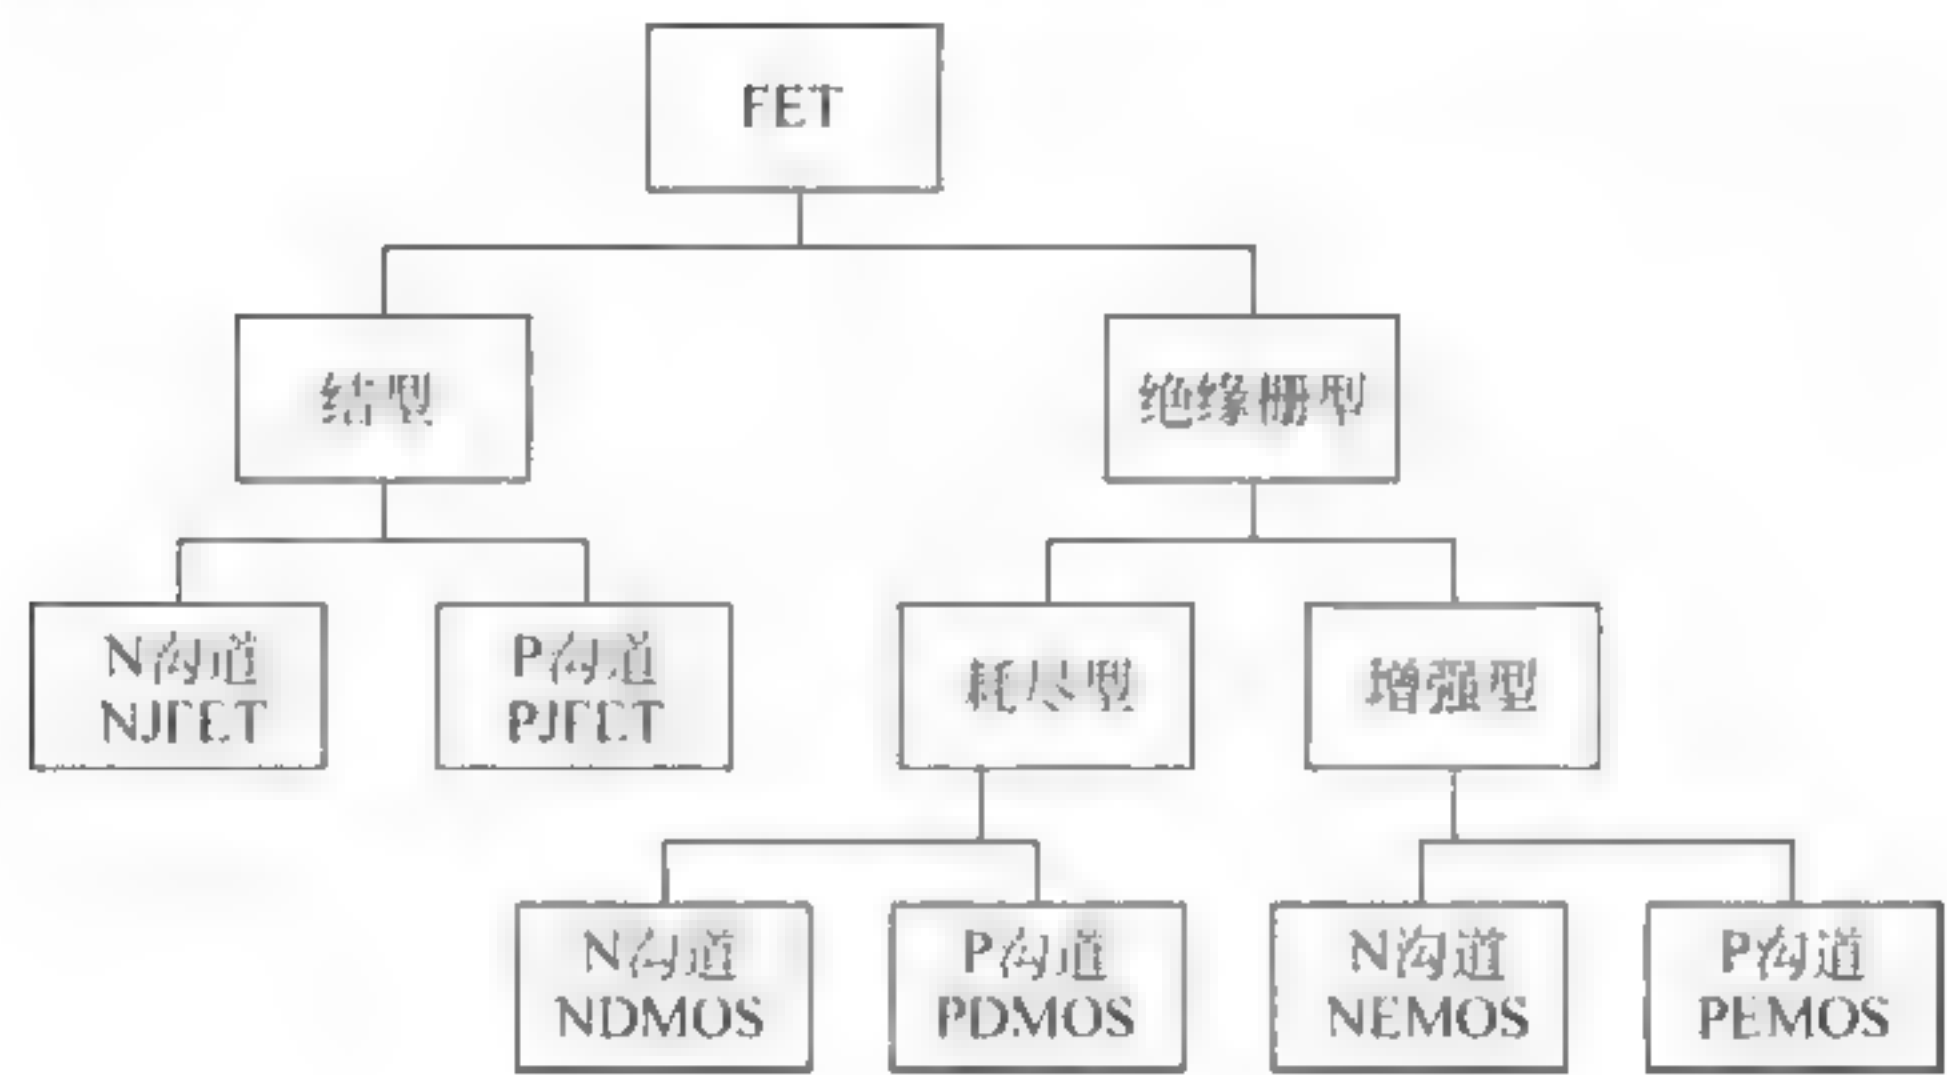 FET
结型
绝缘栅型
N沟道
NJFET
P沟道
PJFET
耗尽型
增强型
N沟道
NDMOS
P沟道
PDMOS
N沟道
NEMOS
P沟道
PEMOS